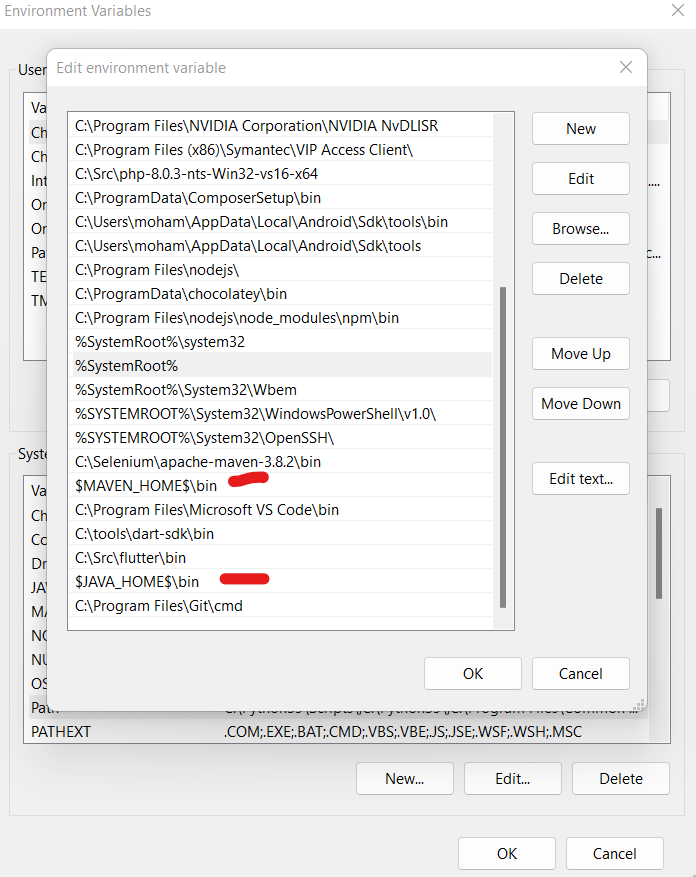 Environment Variables
Edit environment variable
User
Va
Ch
Ch
Int
On
On
Pat
TE
TM
C:\Program Files\NVIDIA Corporation\NVIDIA NvDLISR
C:\Program Files (x86)\Symantec\VIP Access Client\
C:\Src\php-8.0.3-nts-Win32-vs16-x64
C:\ProgramData\ComposerSetup\bin
C:\Users\moham\AppData\Local\Android\Sdk\tools\bin
C:\Users\moham\AppData\Local\Android\Sdk\tools
C:\Program Files\nodejs\
C:\ProgramData\chocolatey\bin
C:\Program Files\nodejs\node_modules\npm\bin
%SystemRoot%\system32
%SystemRoot%
%SystemRoot%\System32\Wbem
%SYSTEMROOT%\System32\WindowsPowerShell\v1.0\
%SYSTEMROOT%\System32\OpenSSH\
C:\Selenium\apache-maven-3.8.2\bin
$MAVEN_HOME$\bin
C:\Program Files\Microsoft VS Code\bin
C:\tools\dart-sdk\bin
C:\Src\flutter\bin
$JAVA_HOME$\bin
C:\Program Files\Git\cmd
New
Edit
Browse...
Delete
Move Up
Move Down
Edit text...
OK
Cancel
Syste
Va
Ch
Co
Dr
JAV
MA
NU
OS
Path
PATHEXT .COM;.EXE;.BAT;.CMD;.VBS;.VBE;.JS;.JSE;.WSF;.WSH;.MSC
New...
Edit...
Delete
OK
Cancel